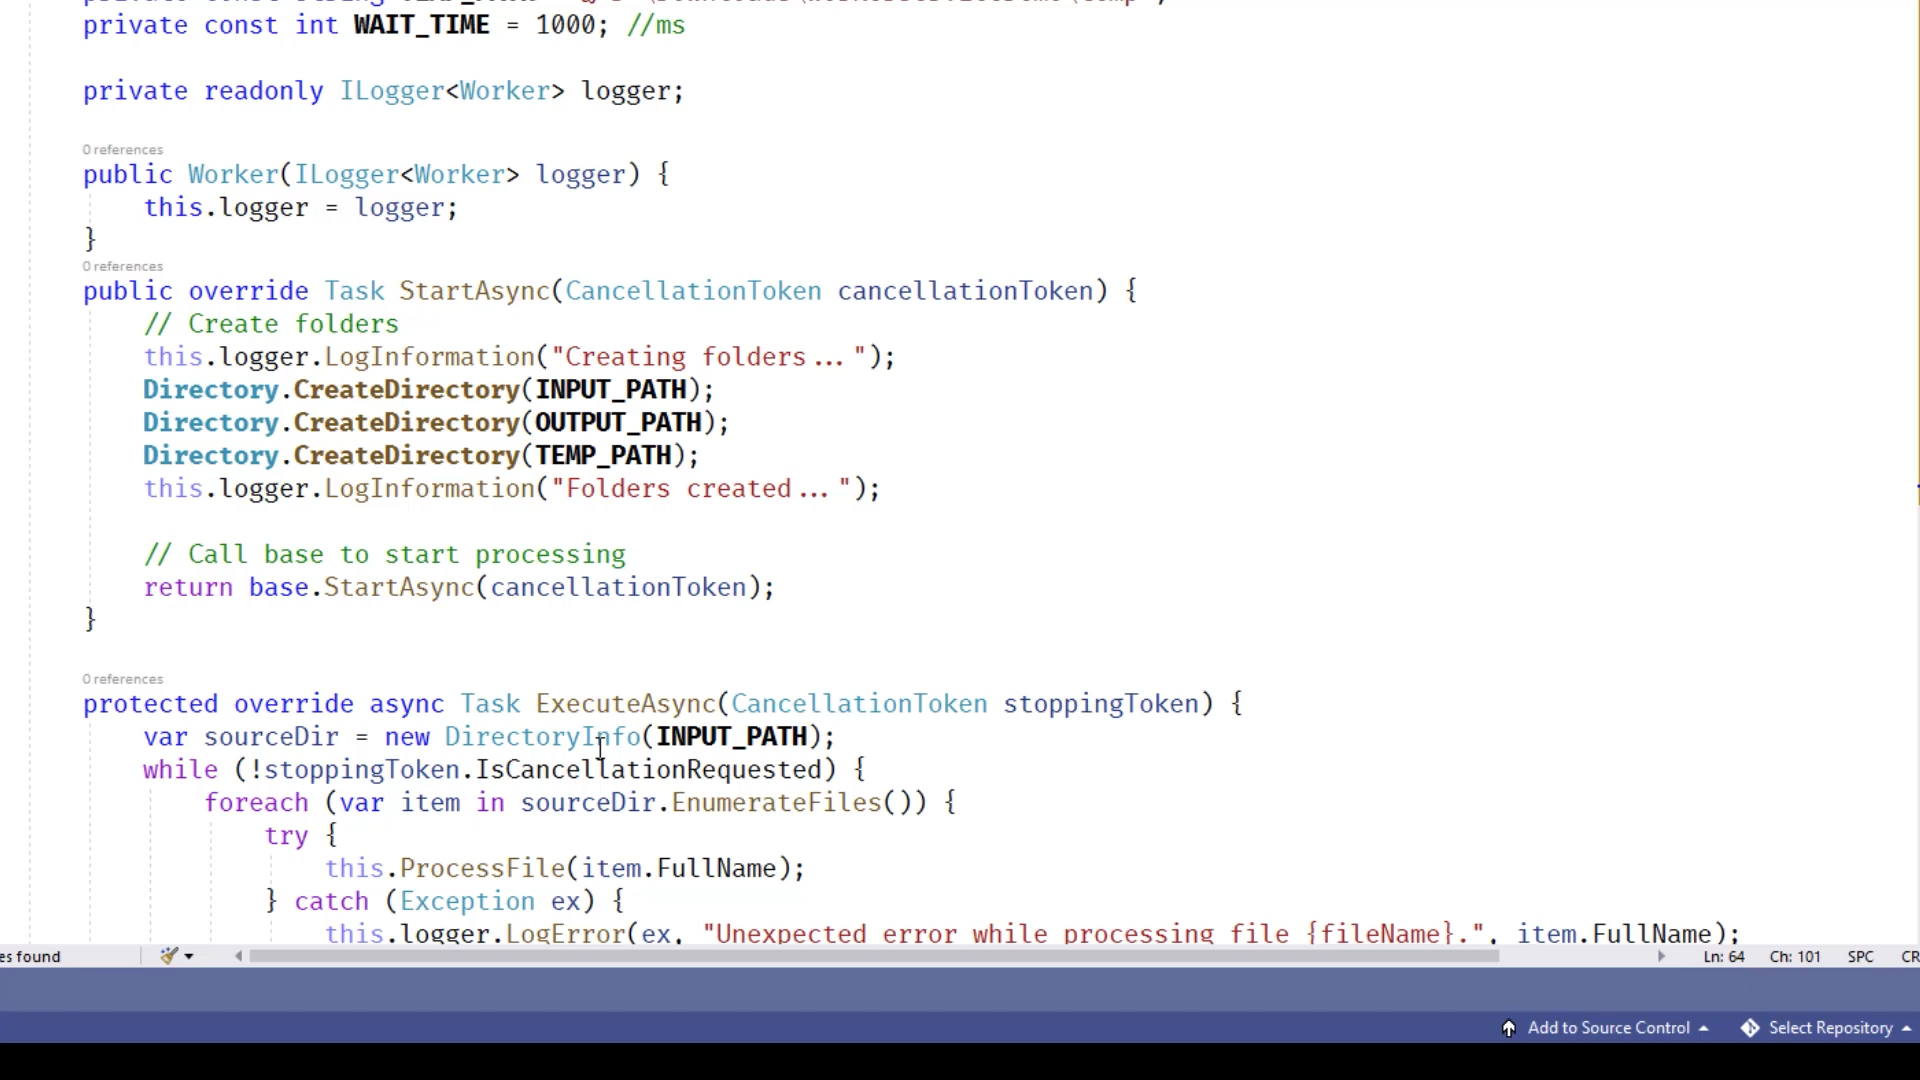 private const int WAIT_TIME = 1000; //ms
private readonly ILogger<Worker> logger;
0 references
public Worker(ILogger<Worker> logger) {
this.logger = logger;
}
0 references
public override Task StartAsync(CancellationToken cancellationToken) {
// Create folders
this.logger.LogInformation("Creating folders...");
Directory.CreateDirectory(INPUT_PATH);
Directory.CreateDirectory(OUTPUT_PATH);
Directory.CreateDirectory(TEMP_PATH);
this.logger.LogInformation("Folders created...");
// Call base to start processing
return base.StartAsync(cancellationToken);
}
0 references
protected override async Task ExecuteAsync(CancellationToken stoppingToken) {
var sourceDir = new DirectoryInfo(INPUT_PATH);
while (!stoppingToken.IsCancellationRequested) {
foreach (var item in sourceDir.EnumerateFiles()) {
try {
this.ProcessFile(item.FullName);
} catch (Exception ex) {
this.logger.LogError(ex, "Unexpected error while processing file {fileName}.", item.FullName);
es found Ln: 64 Ch: 101 SPC CR
Add to Source Control Select Repository